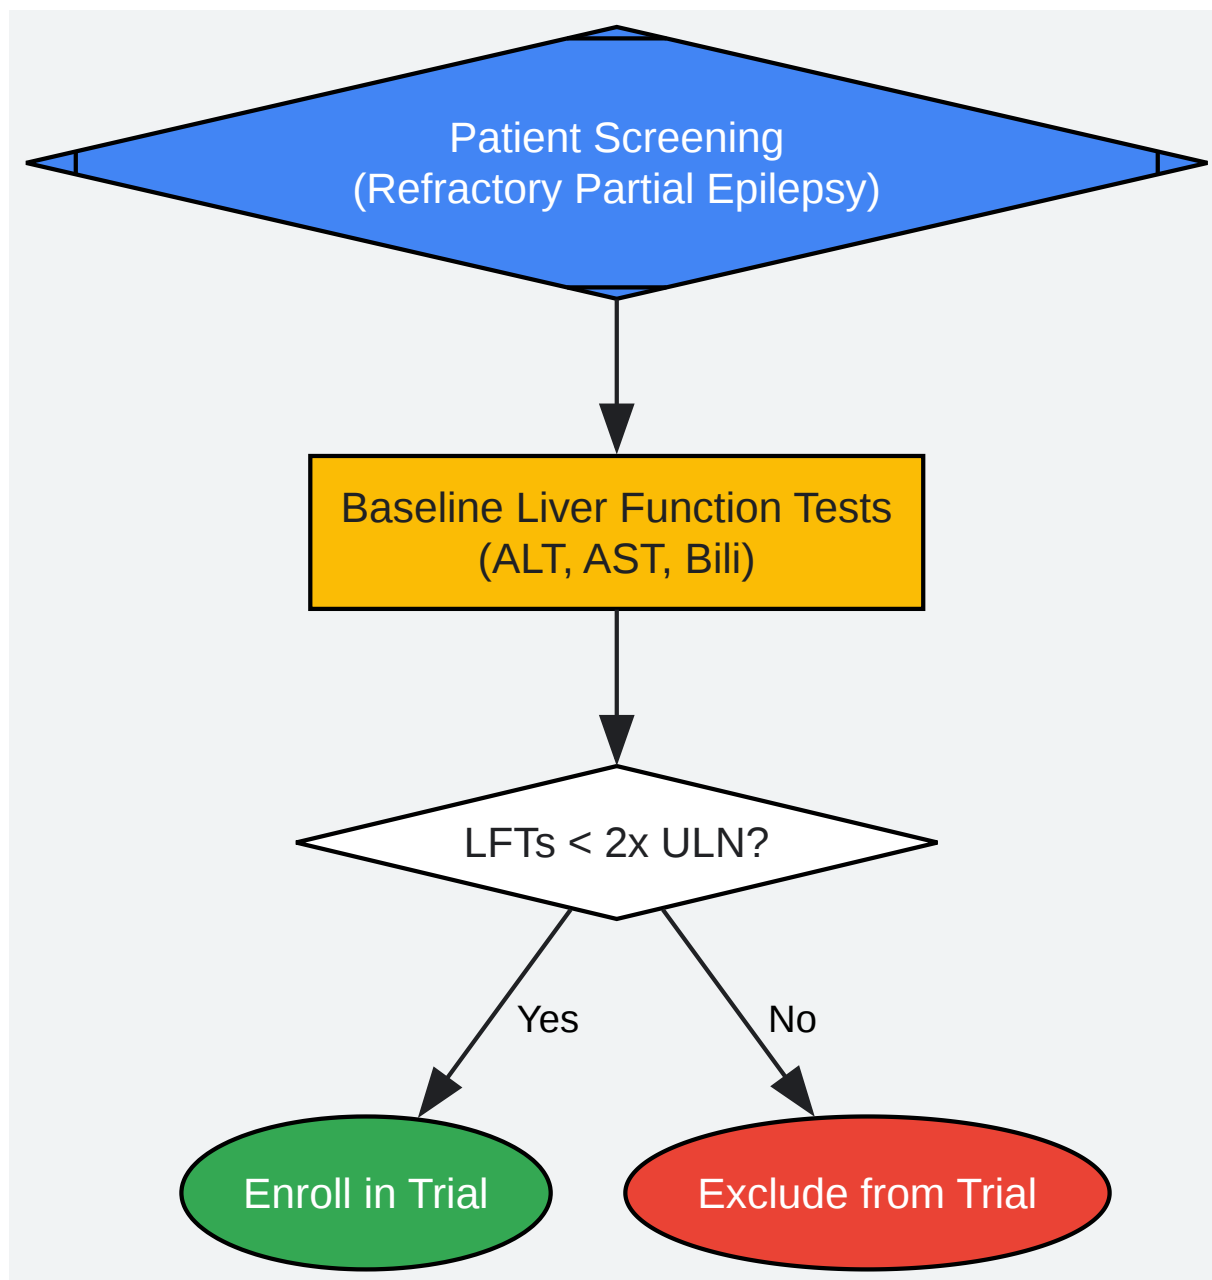 Patient Screening
(Refractory Partial Epilepsy)
Baseline Liver Function Tests
(ALT, AST, Bili)
LFTs < 2x ULN?
Yes
No
Enroll in Trial
Exclude from Trial